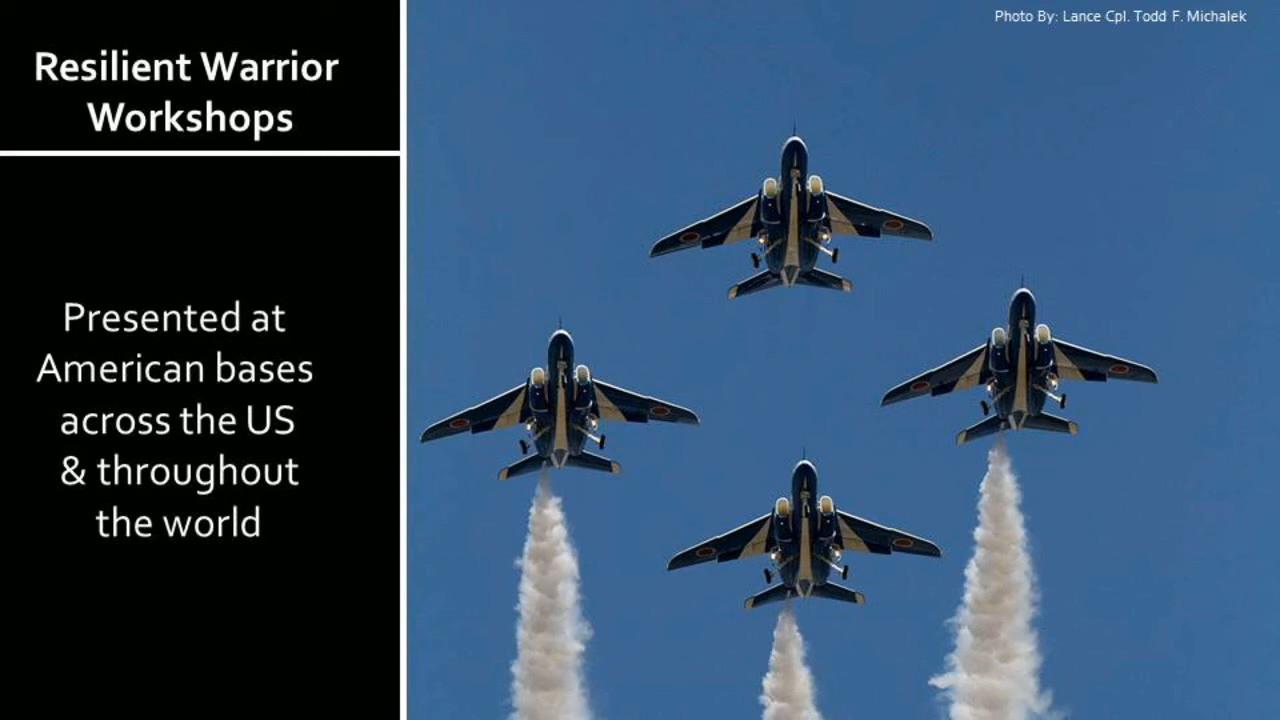 Resilient Warrior
Workshops
Presented at
American bases
across the US
& throughout
the world
Photo By: Lance Cpl. Todd F. Michalek